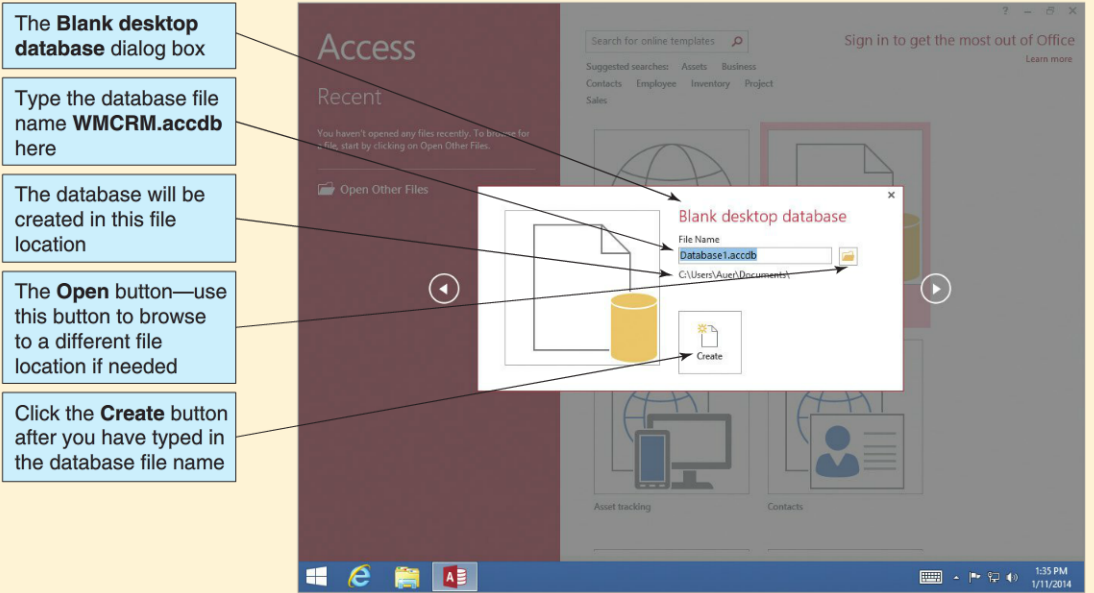 The Blank desktop
database dialog box
Type the database file
name WMCRM.accdb
here
The database will be
created in this file
location
The Open button—use
this button to browse
to a different file
location if needed
Click the Create button
after you have typed in
the database file name
Access
Recent
You haven't opened any files recently. To browse for
a file, start by clicking on Open Other Files.
Open Other Files
?
Search for online templates
Suggested searches: Assets Business
Contacts Employee Inventory Project
Sales
Sign in to get the most out of Office
Learn more
Blank desktop database
File Name
Database1.accdb
C:\Users\Auer\Documents\
Create
Asset tracking
Contacts
1:35 PM
1/11/2014